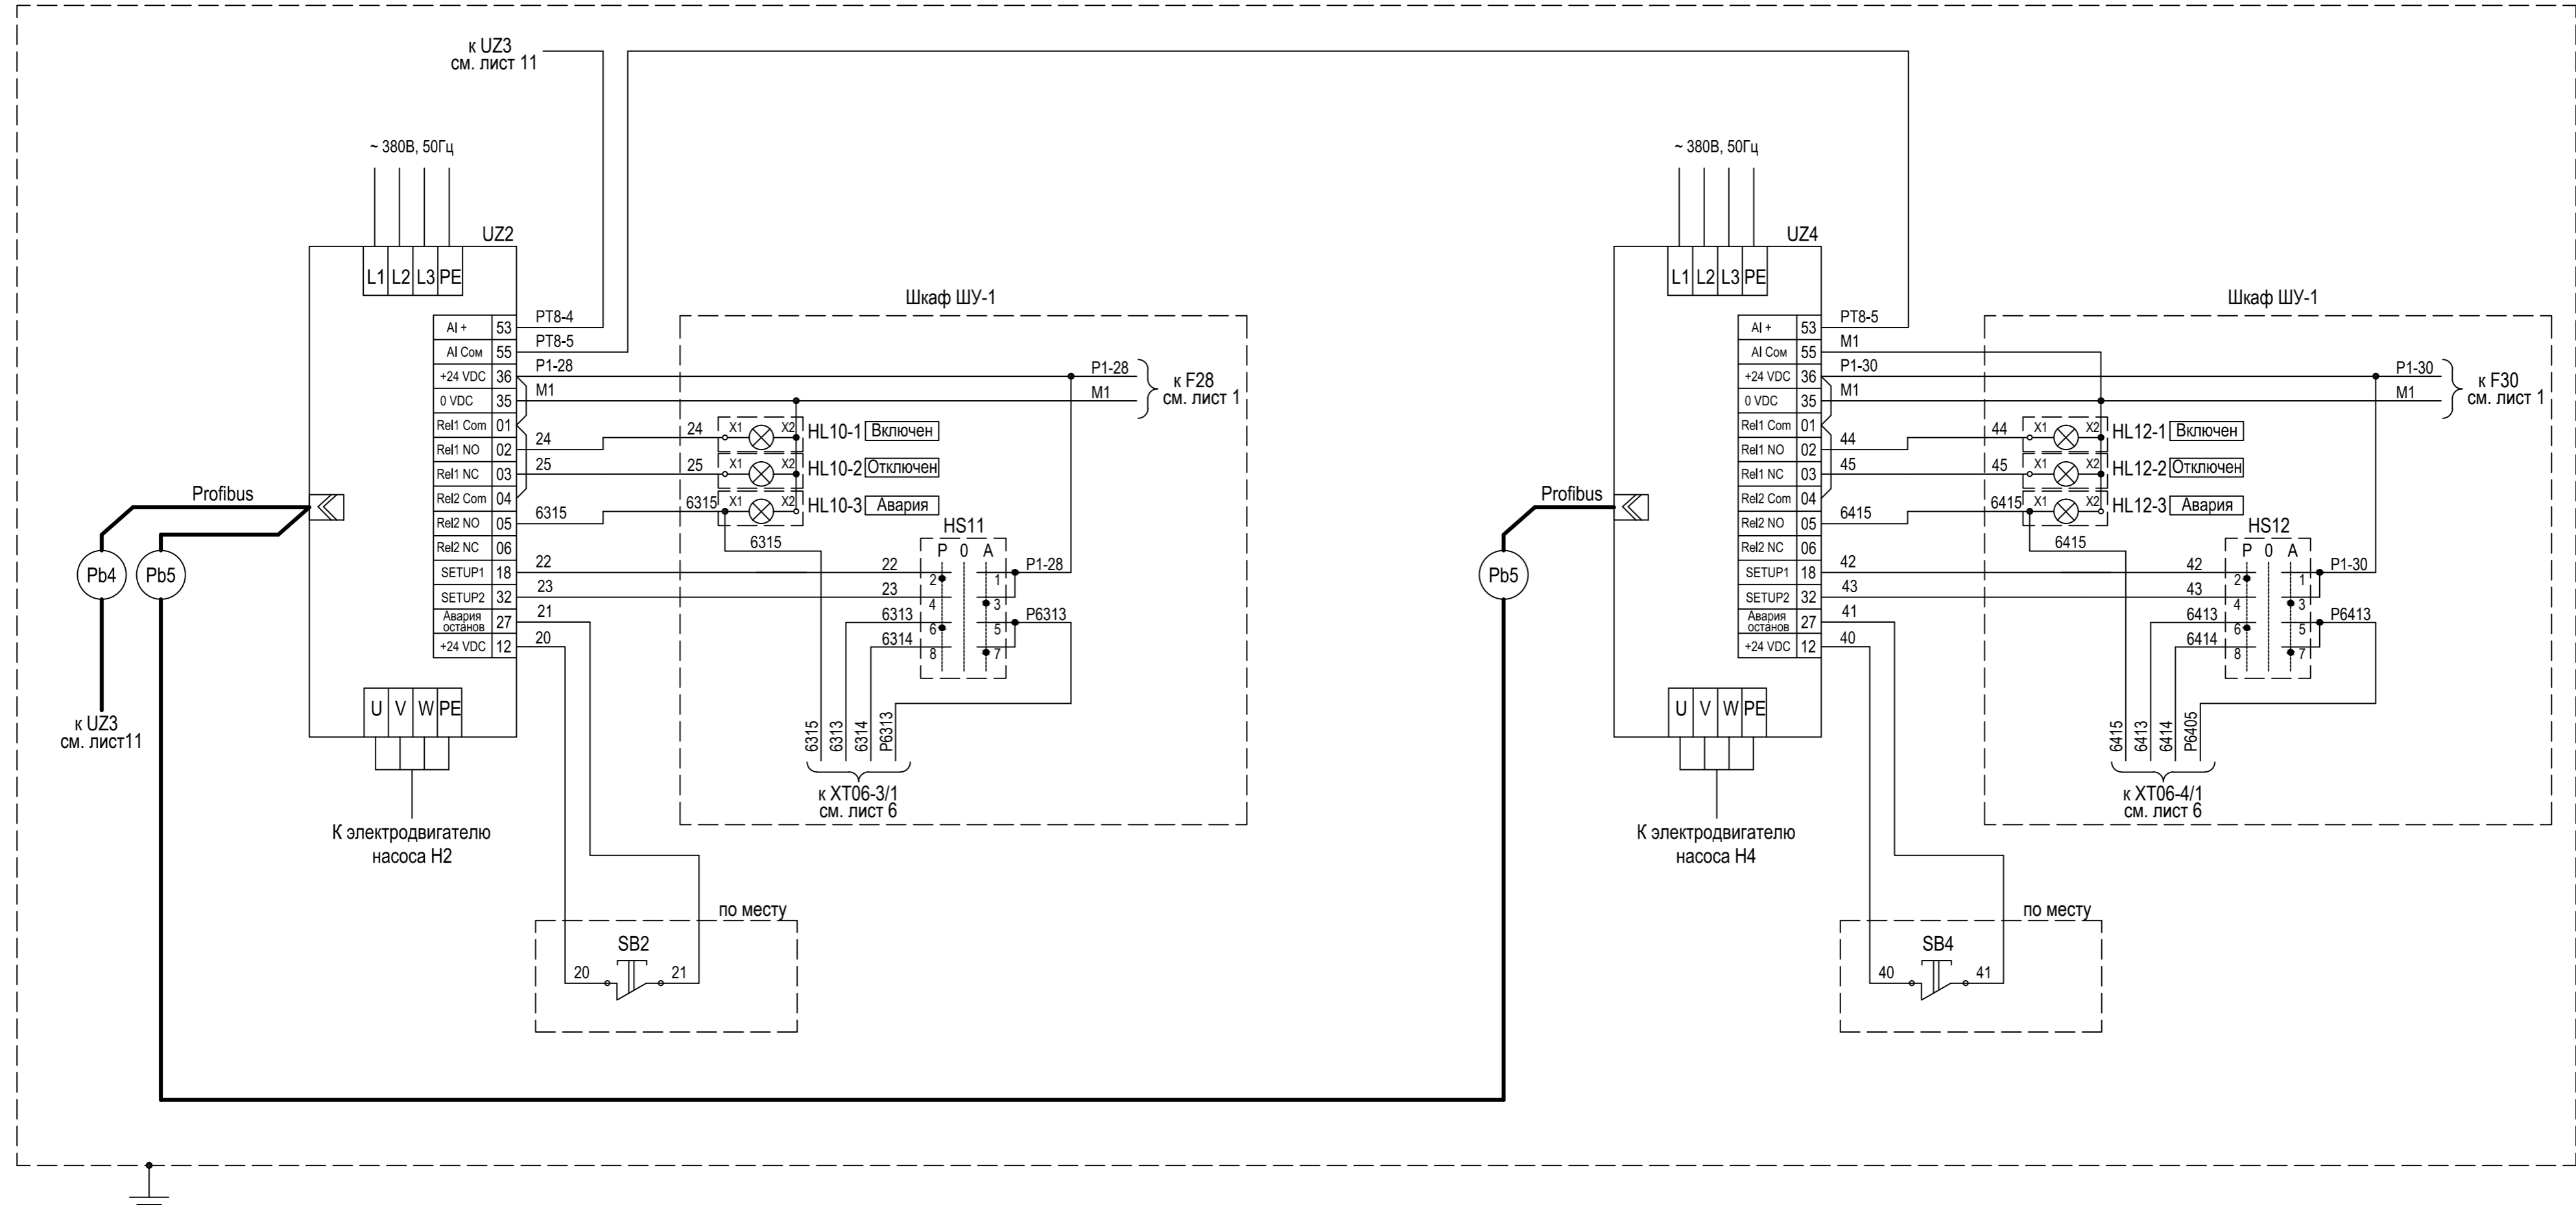 к UZ3
см. лист 11
~ 380В, 50Гц
UZ2
L1 L2 L3 PE
AI + 53 PT8-4
AI Com 55 PT8-5
+24 VDC 36 P1-28
0 VDC 35 M1
Rel1 Com 01
Rel1 NO 02 24
Rel1 NC 03 25
Rel2 Com 04
Rel2 NO 05 6315
Rel2 NC 06
SETUP1 18 22
SETUP2 32 23
Авария
останов 27 21
+24 VDC 12 20
U V W PE
К электродвигателю
насоса Н2
Profibus
Pb4 Pb5
к UZ3
см. лист11
Шкаф ШУ-1
P1-28
M1
к F28
см. лист 1
24 X1 X2 HL10-1 Включен
25 X1 X2 HL10-2 Отключен
6315 X1 X2 HL10-3 Авария
6315
HS11
P 0 A
22 2 1 P1-28
23 4 3
6313 6 5 P6313
6314 8 7
6315
6313
6314
P6313
к XT06-3/1
см. лист 6
по месту
SB2
20 21
~ 380В, 50Гц
UZ4
L1 L2 L3 PE
AI + 53 PT8-5
AI Com 55 M1
+24 VDC 36 P1-30
0 VDC 35 M1
Rel1 Com 01
Rel1 NO 02 44
Rel1 NC 03 45
Rel2 Com 04
Rel2 NO 05 6415
Rel2 NC 06
SETUP1 18 42
SETUP2 32 43
Авария
останов 27 41
+24 VDC 12 40
U V W PE
К электродвигателю
насоса Н4
Profibus
Pb5
Шкаф ШУ-1
P1-30
M1
к F30
см. лист 1
44 X1 X2 HL12-1 Включен
45 X1 X2 HL12-2 Отключен
6415 X1 X2 HL12-3 Авария
6415
HS12
P 0 A
42 2 1 P1-30
43 4 3
6413 6 5 P6413
6414 8 7
6415
6413
6414
P6405
к XT06-4/1
см. лист 6
по месту
SB4
40 41